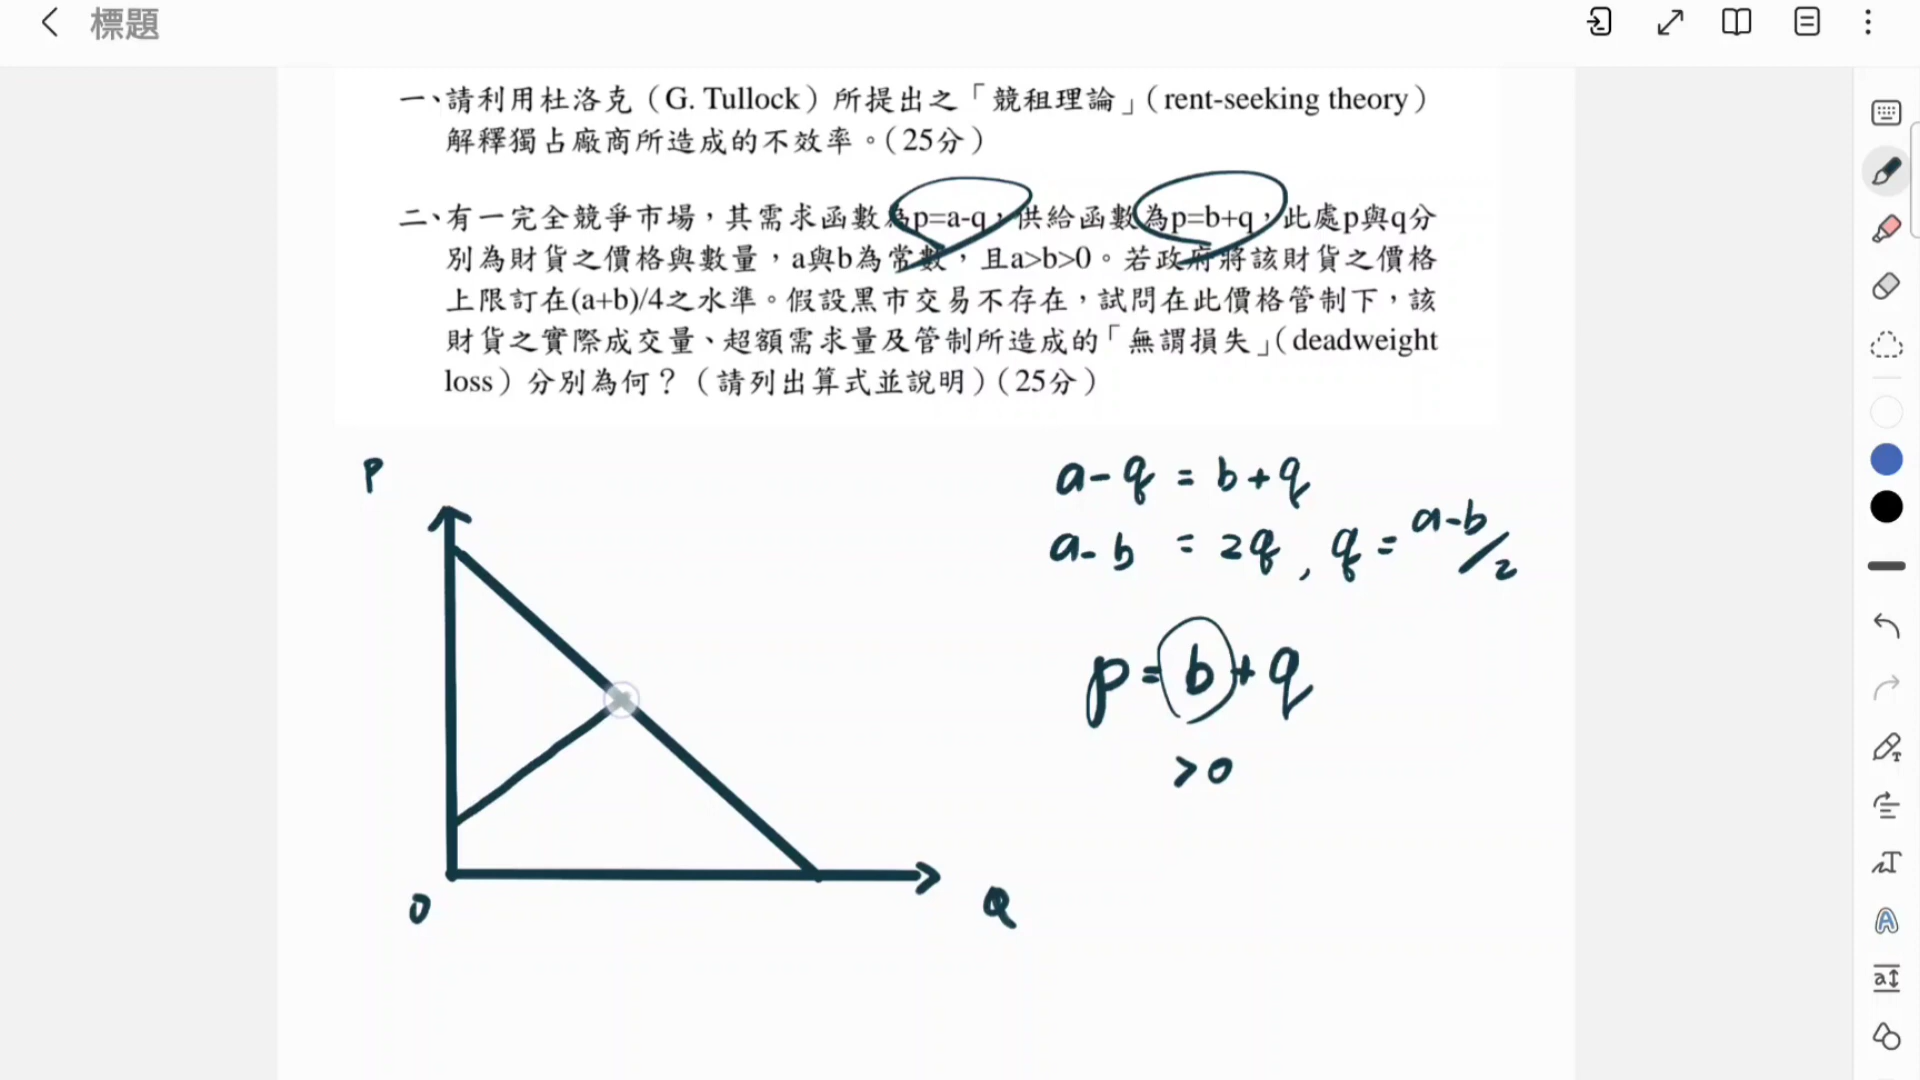 標題
一、請利用杜洛克（G. Tullock）所提出之「競租理論」（rent-seeking theory）
解釋獨占廠商所造成的不效率。（25分）
二、有一完全競爭市場，其需求函數為p=a-q，供給函數為p=b+q，此處p與q分
別為財貨之價格與數量，a與b為常數，且a>b>0。若政府將該財貨之價格
上限訂在(a+b)/4之水準。假設黑市交易不存在，試問在此價格管制下，該
財貨之實際成交量、超額需求量及管制所造成的「無謂損失」（deadweight
loss）分別為何？（請列出算式並說明）（25分）
P
a-q = b+q
a-b = 2q, q = a-b/2
p=b+q
>0
O
Q